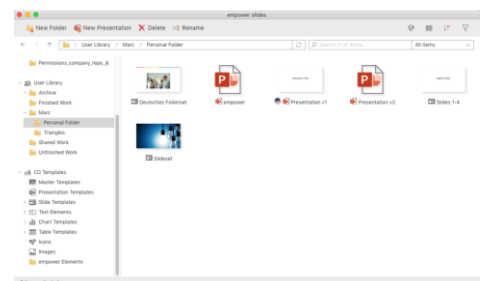 empower slides
New Folder New Presentation Delete Rename
User Library Mars Personal Folder Search in all items... All items
Permissions_company_repo_jk
User Library
Archive
Finished Work
Mars
Personal Folder
Triangles
Shared Work
Unfinished Work
CD Templates
Master Templates
Presentation Templates
Slide Templates
Text Elements
Chart Templates
Table Templates
Icons
Images
empower Elements
Deutsches Folienset empower Presentation v1 Presentation v3 Slides 1-4
Slideset